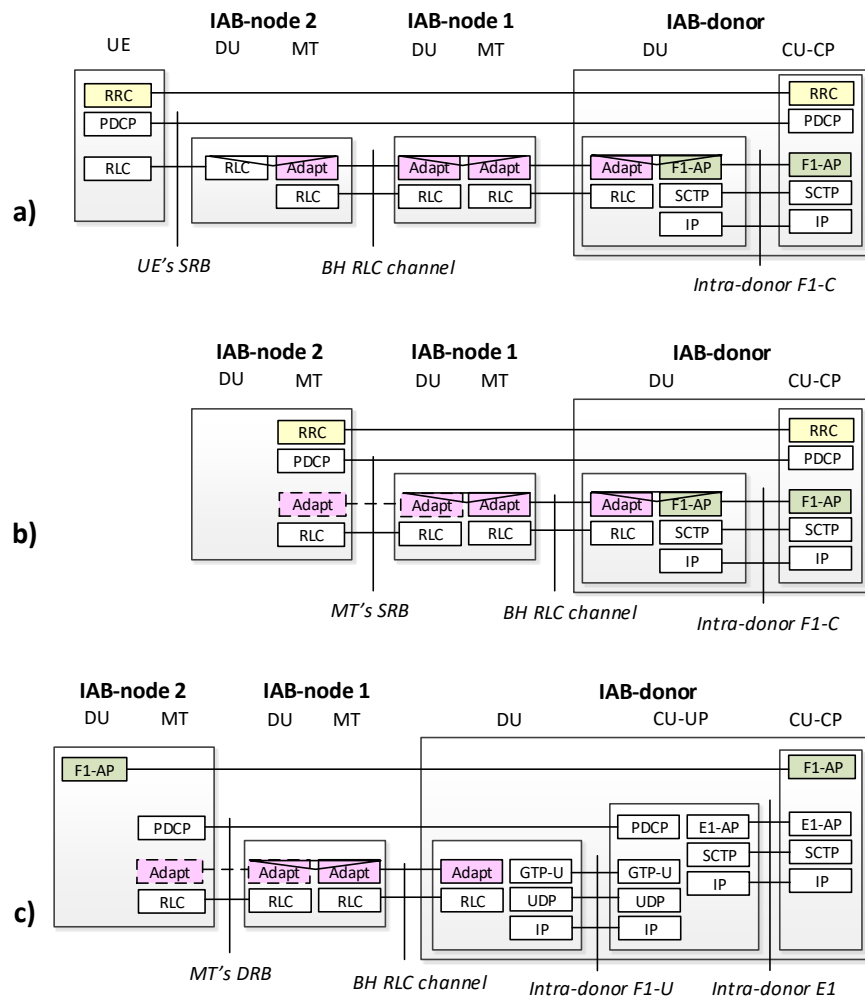 IAB-node 2 IAB-node 1 IAB-donor
UE DU MT DU MT DU CU-CP
RRC RRC
PDCP PDCP
RLC RLC Adapt Adapt Adapt Adapt F1-AP F1-AP
RLC RLC RLC RLC SCTP SCTP
a)
IP IP
UE's SRB BH RLC channel Intra-donor F1-C
IAB-node 2 IAB-node 1 IAB-donor
DU MT DU MT DU CU-CP
RRC RRC
PDCP PDCP
Adapt Adapt Adapt Adapt F1-AP F1-AP
b) RLC RLC RLC RLC SCTP SCTP
IP IP
MT's SRB BH RLC channel Intra-donor F1-C
IAB-node 2 IAB-node 1 IAB-donor
DU MT DU MT DU CU-UP CU-CP
F1-AP F1-AP
PDCP PDCP E1-AP E1-AP
SCTP SCTP
Adapt Adapt Adapt Adapt GTP-U GTP-U
IP IP
RLC RLC RLC RLC UDP UDP
c)
IP IP
MT's DRB BH RLC channel Intra-donor F1-U Intra-donor E1